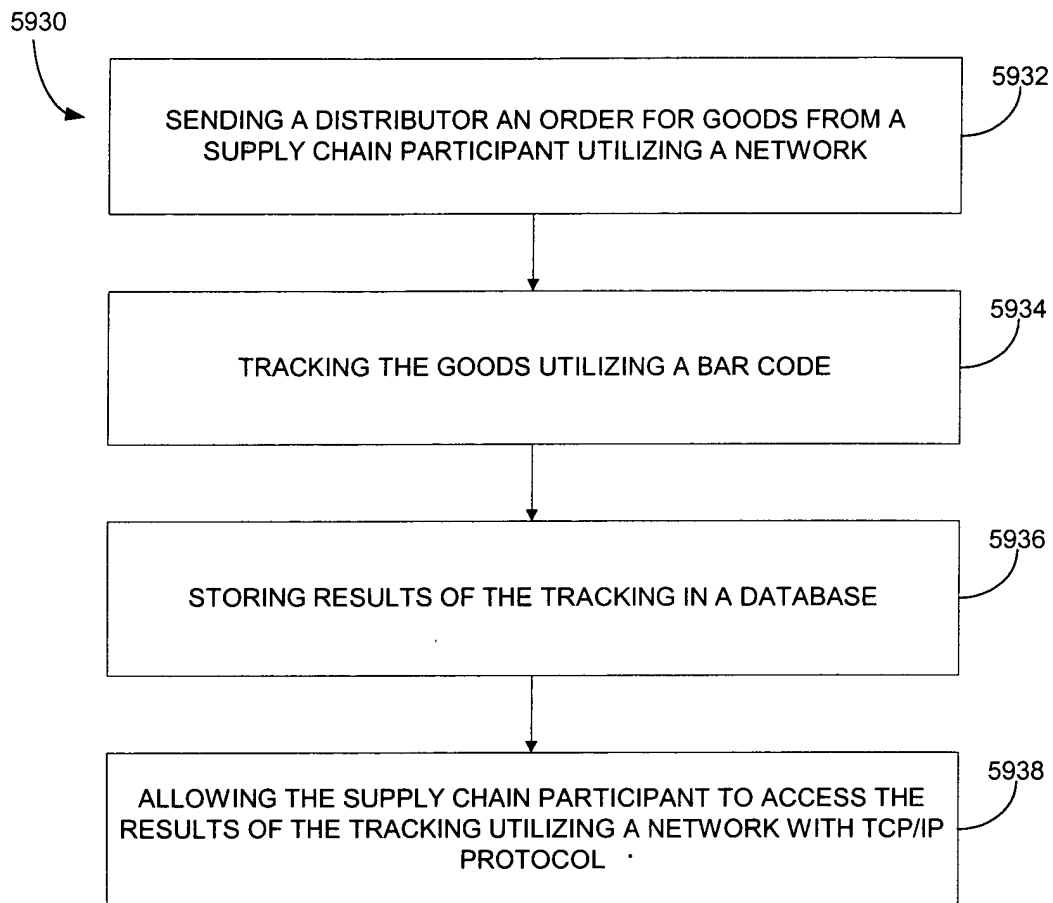 5930
5932
SENDING A DISTRIBUTOR AN ORDER FOR GOODS FROM A
SUPPLY CHAIN PARTICIPANT UTILIZING A NETWORK
5934
TRACKING THE GOODS UTILIZING A BAR CODE
5936
STORING RESULTS OF THE TRACKING IN A DATABASE
5938
ALLOWING THE SUPPLY CHAIN PARTICIPANT TO ACCESS THE
RESULTS OF THE TRACKING UTILIZING A NETWORK WITH TCP/IP
PROTOCOL